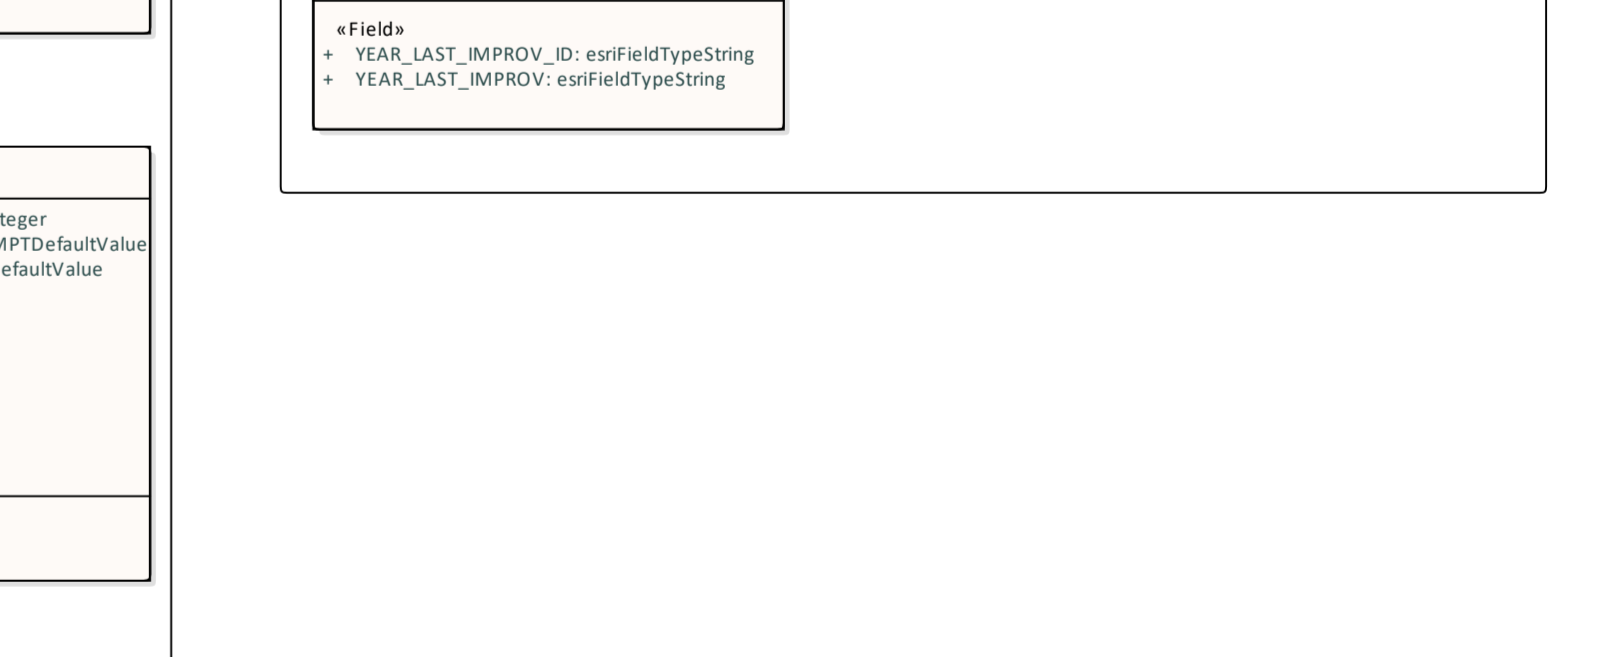 «Field»
+ YEAR_LAST_IMPROV_ID: esriFieldTypeString
+ YEAR_LAST_IMPROV: esriFieldTypeString
teger
MPTDefaultValue
efaultValue